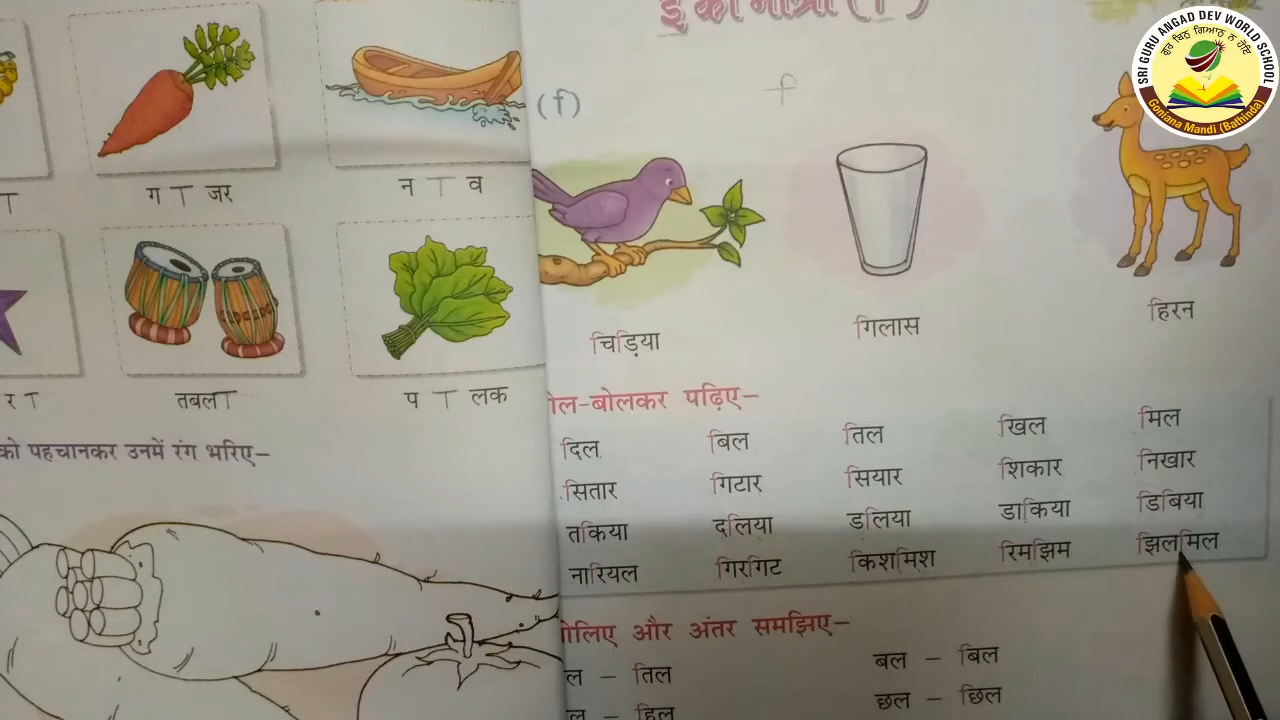 ग ा जर
न ा व
र ा
तबला
प ा लक
को पहचानकर उनमें रंग भरिए–
इ की मात्रा ( ि )
(ि)
ि
चिड़िया
गिलास
हिरन
बोलकर पढ़िए–
दिल बिल तिल खिल मिल
सितार गिटार सियार शिकार निखार
तकिया दलिया डलिया डाकिया डिबिया
नारियल गिरगिट किशमिश रिमझिम झिलमिल
और अंतर समझिए–
ल – तिल
बल – बिल
ल – हिल
छल – छिल
SRI GURU ANGAD DEV WORLD SCHOOL
ਗੁਰ ਬਿਨੁ ਗਿਆਨੁ ਨ ਹੋਇ
Goniana Mandi (Bathinda)